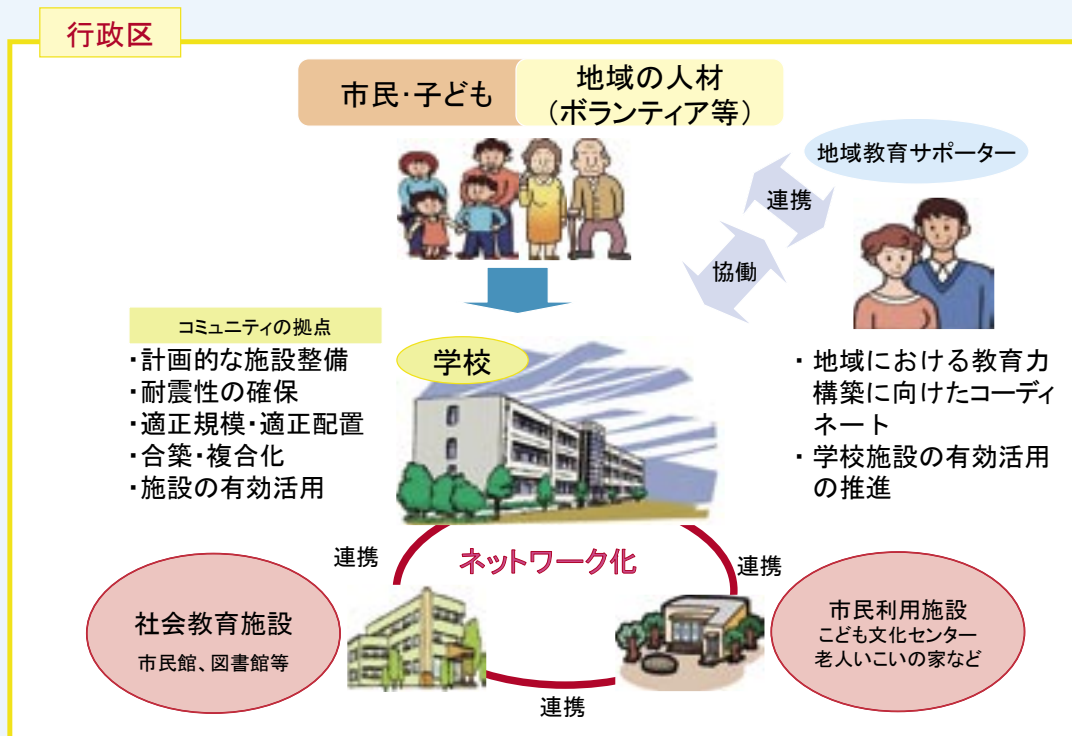 行政区
市民・子ども
地域の人材
（ボランティア等）
地域教育サポーター
連携
協働
コミュニティの拠点
・計画的な施設整備
・耐震性の確保
・適正規模・適正配置
・合築・複合化
・施設の有効活用
学校
・地域における教育力
構築に向けたコーディ
ネート
・学校施設の有効活用
の推進
連携
ネットワーク化
連携
社会教育施設
市民館、図書館等
市民利用施設
こども文化センター
老人いこいの家など
連携